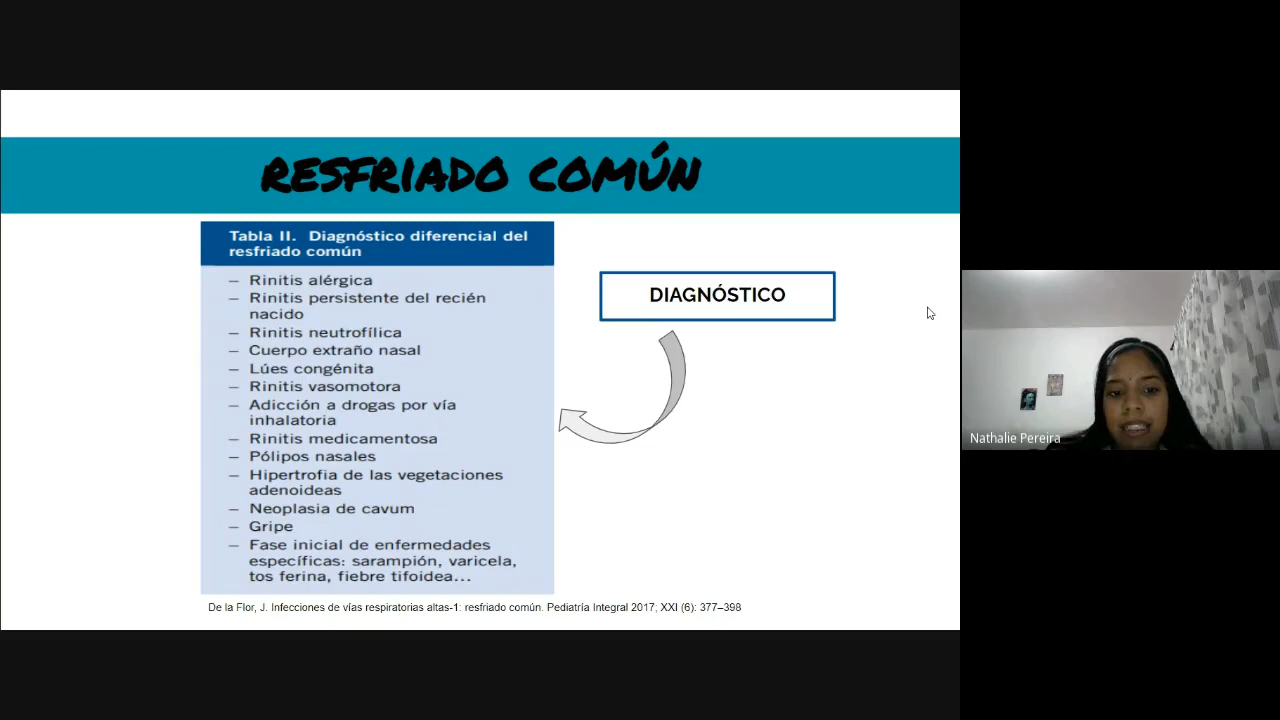 RESFRIADO COMÚN
Tabla II. Diagnóstico diferencial del
resfriado común
– Rinitis alérgica
– Rinitis persistente del recién
nacido
– Rinitis neutrofílica
– Cuerpo extraño nasal
– Lúes congénita
– Rinitis vasomotora
– Adicción a drogas por vía
inhalatoria
– Rinitis medicamentosa
– Pólipos nasales
– Hipertrofia de las vegetaciones
adenoideas
– Neoplasia de cavum
– Gripe
– Fase inicial de enfermedades
específicas: sarampión, varicela,
tos ferina, fiebre tifoidea...
DIAGNÓSTICO
De la Flor, J. Infecciones de vías respiratorias altas-1: resfriado común. Pediatría Integral 2017; XXI (6): 377–398
Nathalie Pereira